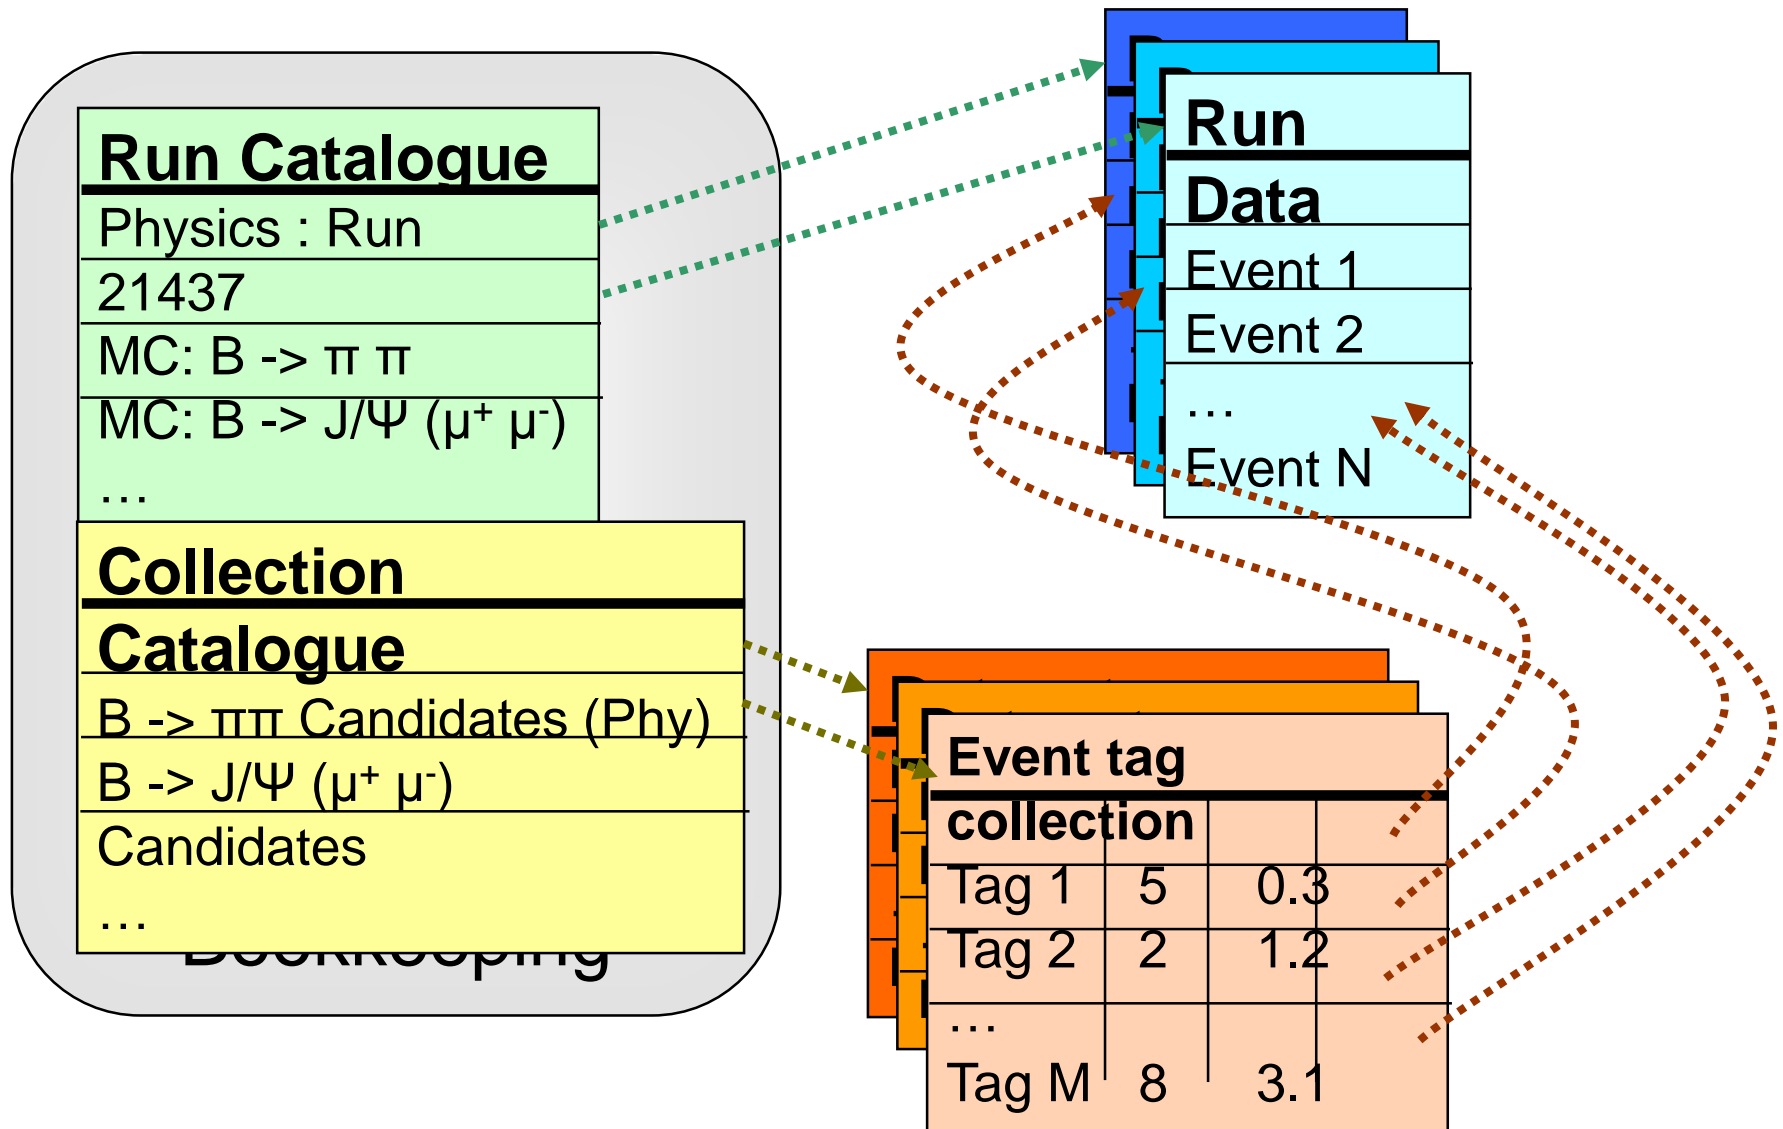 Run Catalogue
Physics : Run
21437
MC: B -> π π
MC: B -> J/Ψ (μ⁺ μ⁻)
…
Collection
Catalogue
B -> ππ Candidates (Phy)
B -> J/Ψ (μ⁺ μ⁻)
Candidates
…
Bookkeeping
Run
Data
Event 1
Event 2
…
Event N
Event tag
collection
Tag 1 5 0.3
Tag 2 2 1.2
…
Tag M 8 3.1